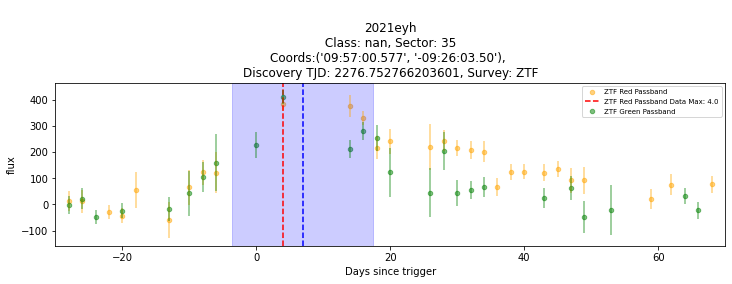 2021eyh
Class: nan, Sector: 35
Coords:('09:57:00.577', '-09:26:03.50'),
Discovery TJD: 2276.752766203601, Survey: ZTF
ZTF Red Passband
ZTF Red Passband Data Max: 4.0
ZTF Green Passband
flux
400
300
200
100
0
−100
−20
0
20
40
60
Days since trigger